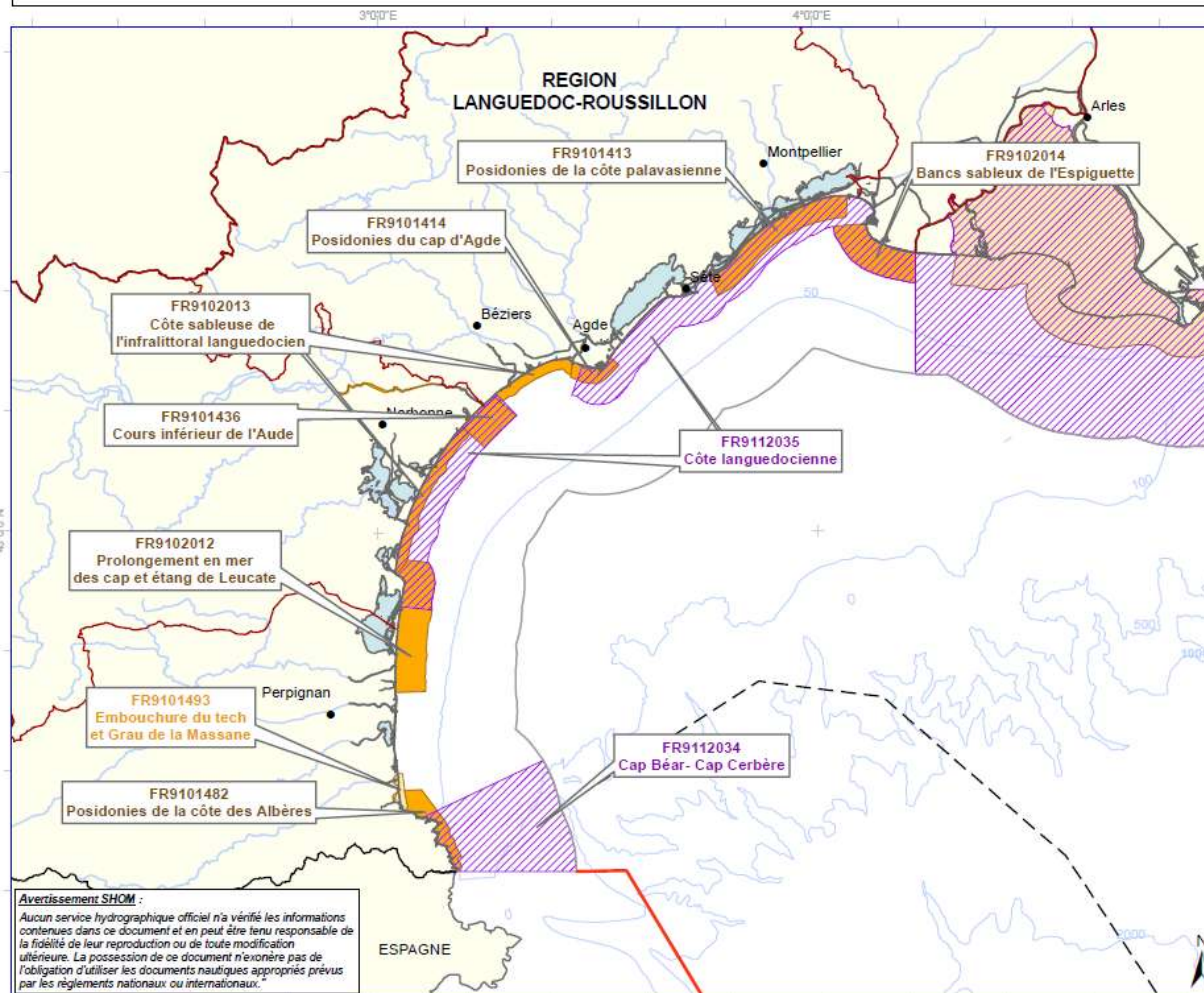 3°0'0"E
4°0'0"E
REGION
LANGUEDOC-ROUSSILLON
Arles
FR9101413
Posidonies de la côte palavasienne
Montpellier
FR9102014
Bancs sableux de l'Espiguette
FR9101414
Posidonies du cap d'Agde
Sète
50
FR9102013
Côte sableuse de
l'infralittoral languedocien
Béziers
Agde
FR9101436
Cours inférieur de l'Aude
Narbonne
FR9112035
Côte languedocienne
100
FR9102012
Prolongement en mer
des cap et étang de Leucate
0
500
1000
FR9101493
Embouchure du tech
et Grau de la Massane
Perpignan
FR9112034
Cap Béar- Cap Cerbère
FR9101482
Posidonies de la côte des Albères
Avertissement SHOM :
Aucun service hydrographique officiel n'a vérifié les informations
contenues dans ce document et en peut être tenu responsable de
la fidélité de leur reproduction ou de toute modification
ultérieure. La possession de ce document n'exonère pas de
l'obligation d'utiliser les documents nautiques appropriés prévus
par les règlements nationaux ou internationaux."
0
ESPAGNE
2000
N